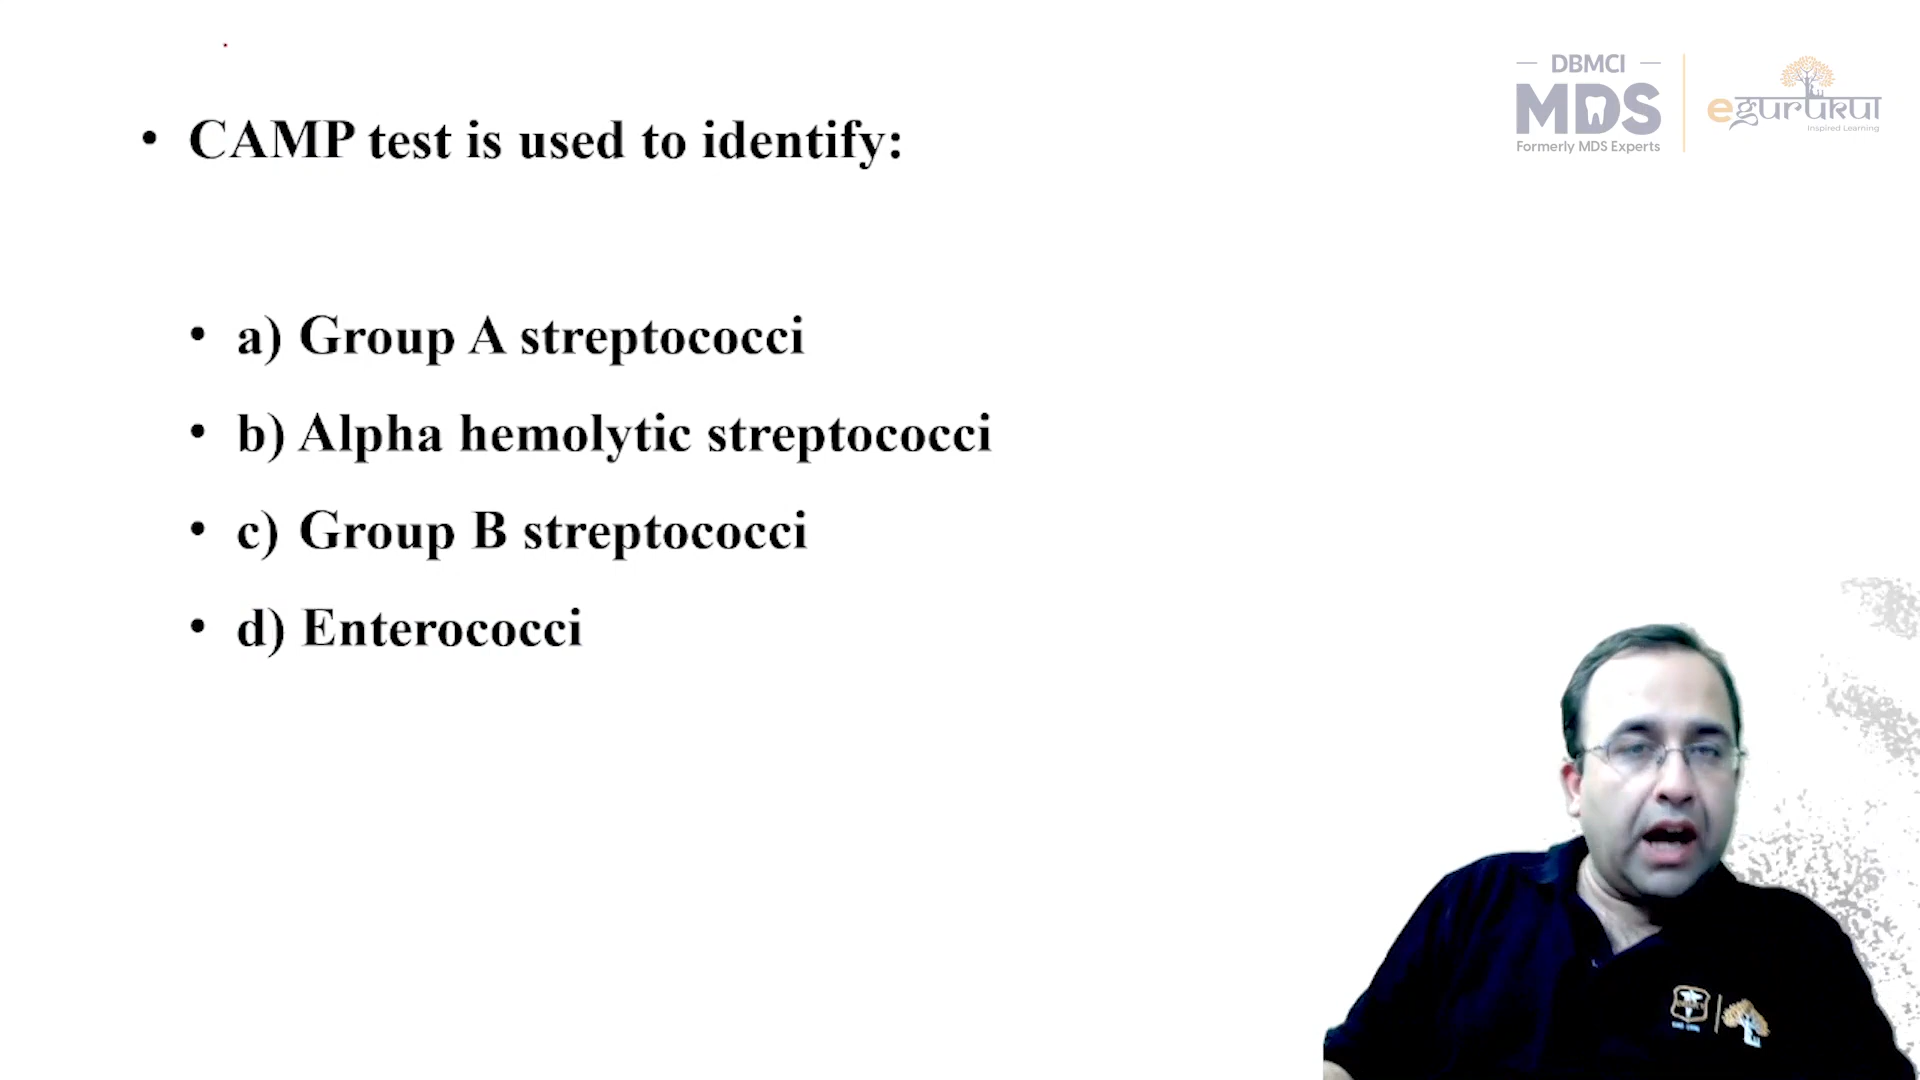 DBMCI
MDS
Formerly MDS Experts
egurukul
Inspired Learning
• CAMP test is used to identify:
• a) Group A streptococci
• b) Alpha hemolytic streptococci
• c) Group B streptococci
• d) Enterococci